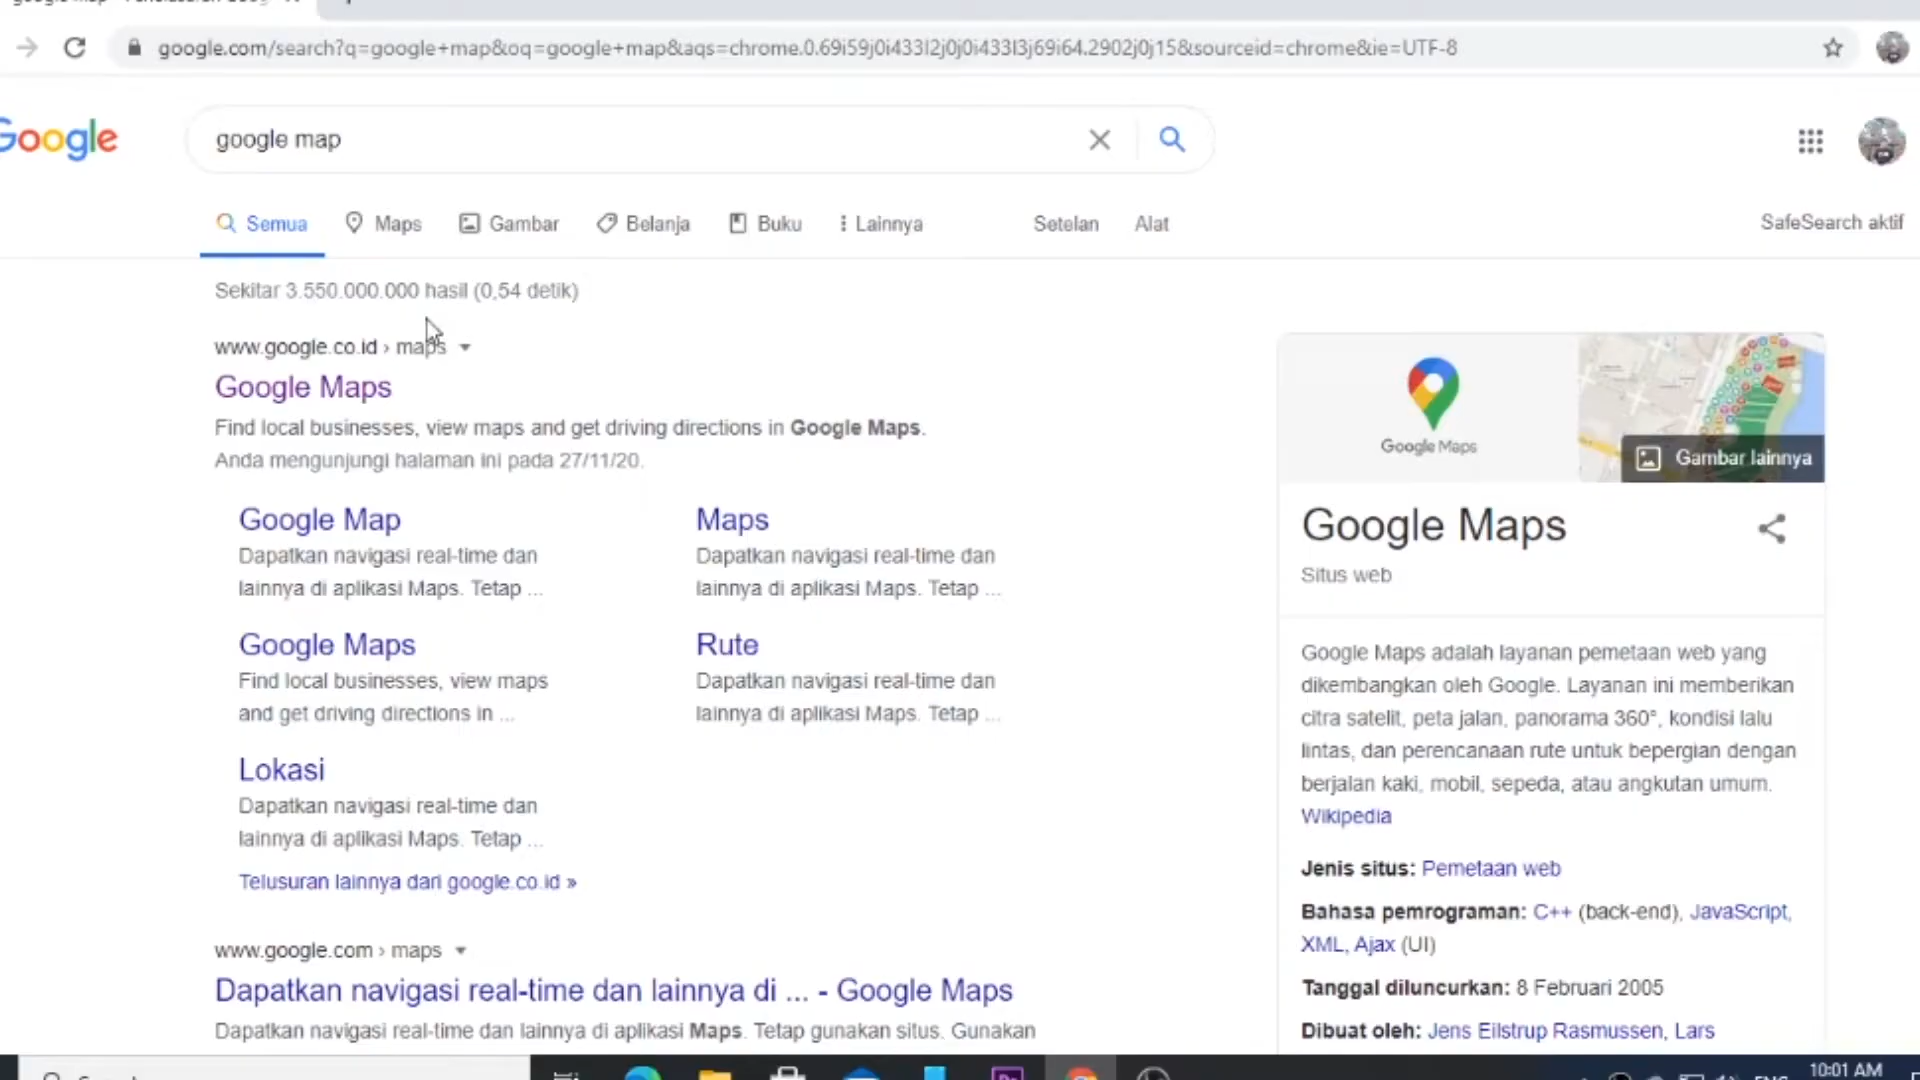 google.com/search?q=google+map&oq=google+map&aqs=chrome.0.69i59j0i433l2j0j0i433l3j69i64.2902j0j15&sourceid=chrome&ie=UTF-8
Google
google map
Semua
Maps
Gambar
Belanja
Buku
Lainnya
Setelan
Alat
SafeSearch aktif
Sekitar 3.550.000.000 hasil (0,54 detik)
www.google.co.id › maps
Google Maps
Find local businesses, view maps and get driving directions in Google Maps.
Anda mengunjungi halaman ini pada 27/11/20.
Google Map
Dapatkan navigasi real-time dan
lainnya di aplikasi Maps. Tetap ...
Maps
Dapatkan navigasi real-time dan
lainnya di aplikasi Maps. Tetap ...
Google Maps
Find local businesses, view maps
and get driving directions in ...
Rute
Dapatkan navigasi real-time dan
lainnya di aplikasi Maps. Tetap ...
Lokasi
Dapatkan navigasi real-time dan
lainnya di aplikasi Maps. Tetap ...
Telusuran lainnya dari google.co.id »
www.google.com › maps
Dapatkan navigasi real-time dan lainnya di ... - Google Maps
Dapatkan navigasi real-time dan lainnya di aplikasi Maps. Tetap gunakan situs. Gunakan
Google Maps
Gambar lainnya
Google Maps
Situs web
Google Maps adalah layanan pemetaan web yang
dikembangkan oleh Google. Layanan ini memberikan
citra satelit, peta jalan, panorama 360°, kondisi lalu
lintas, dan perencanaan rute untuk bepergian dengan
berjalan kaki, mobil, sepeda, atau angkutan umum.
Wikipedia
Jenis situs: Pemetaan web
Bahasa pemrograman: C++ (back-end), JavaScript,
XML, Ajax (UI)
Tanggal diluncurkan: 8 Februari 2005
Dibuat oleh: Jens Eilstrup Rasmussen, Lars
10:01 AM